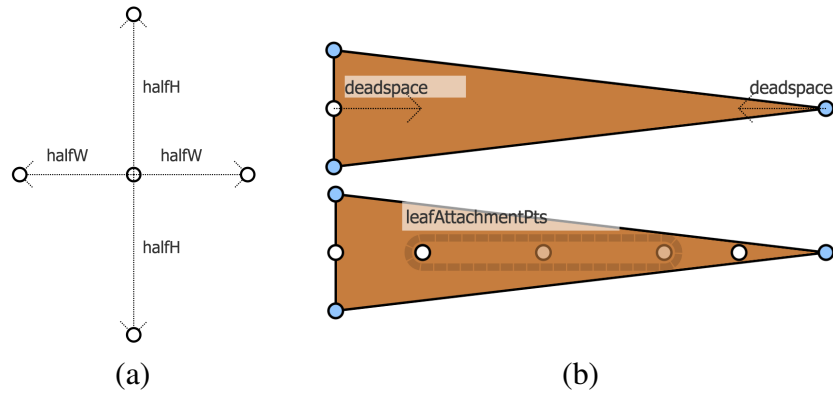 halfH
halfW
halfW
halfH
(a)
deadspace
deadspace
leafAttachmentPts
(b)